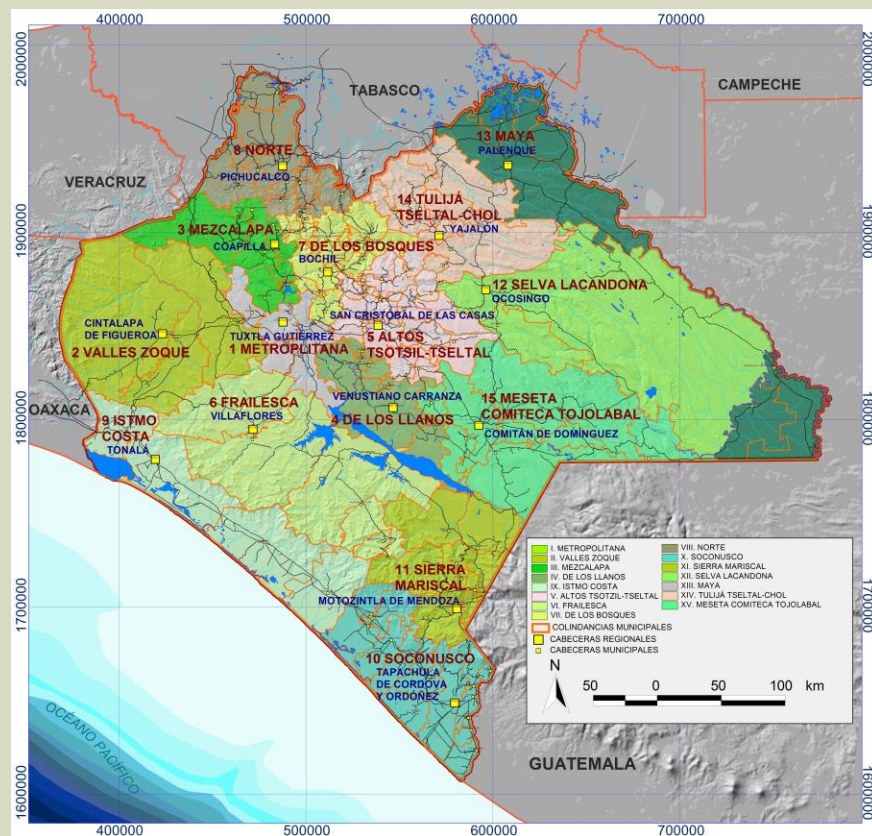 400000
500000
600000
700000
2000000
2000000
TABASCO
CAMPECHE
13 MAYA
PALENQUE
8 NORTE
PICHUCALCO
VERACRUZ
14 TULIJÁ
TSELTAL-CHOL
YAJALÓN
3 MEZCALAPA
COAPILLA
1900000
1900000
7 DE LOS BOSQUES
BOCHIL
12 SELVA LACANDONA
OCOSINGO
SAN CRISTOBAL DE LAS CASAS
CINTALAPA
DE FIGUEROA
TUXTLA GUTIÉRREZ
5 ALTOS
TSOTSIL-TSELTAL
2 VALLES ZOQUE
1 METROPLITANA
6 FRAILESCA
VILLAFLORES
VENUSTIANO CARRANZA
4 DE LOS LLANOS
15 MESETA
COMITECA TOJOLABAL
COMITÁN DE DOMÍNGUEZ
OAXACA
1800000
1800000
9 ISTMO
COSTA
TONALÁ
11 SIERRA
MARISCAL
MOTOZINTLA DE MENDOZA
1700000
1700000
10 SOCONUSCO
TAPACHULA
DE CORDOVA
Y ORDÓÑEZ
I. METROPOLITANA
II. VALLES ZOQUE
III. MEZCALAPA
IV. DE LOS LLANOS
IX. ISTMO COSTA
V. ALTOS TSOTZIL-TSELTAL
VI. FRAILESCA
VII. DE LOS BOSQUES
VIII. NORTE
X. SOCONUSCO
XI. SIERRA MARISCAL
XII. SELVA LACANDONA
XIII. MAYA
XIV. TULIJÁ TSELTAL-CHOL
XV. MESETA COMITECA TOJOLABAL
COLINDANCIAS MUNICIPALES
CABECERAS REGIONALES
CABECERAS MUNICIPALES
N
50 0 50 100 km
OCÉANO PACÍFICO
GUATEMALA
1600000
1600000
400000
500000
600000
700000